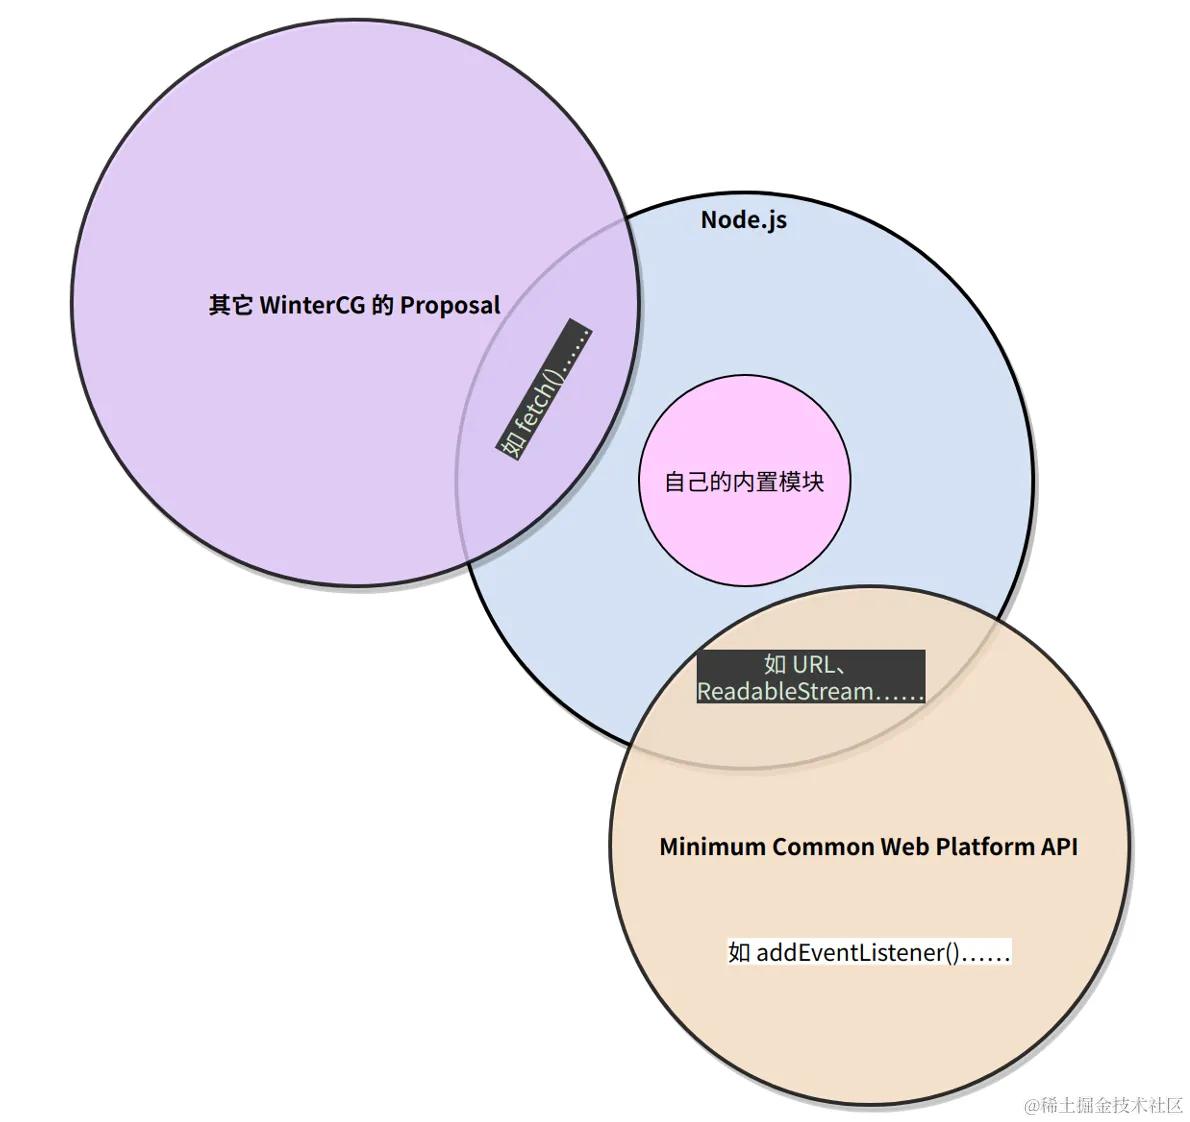 Node.js
其它 WinterCG 的 Proposal
如 fetch()......
自己的内置模块
如 URL、
ReadableStream......
Minimum Common Web Platform API
如 addEventListener()......
@稀土掘金技术社区